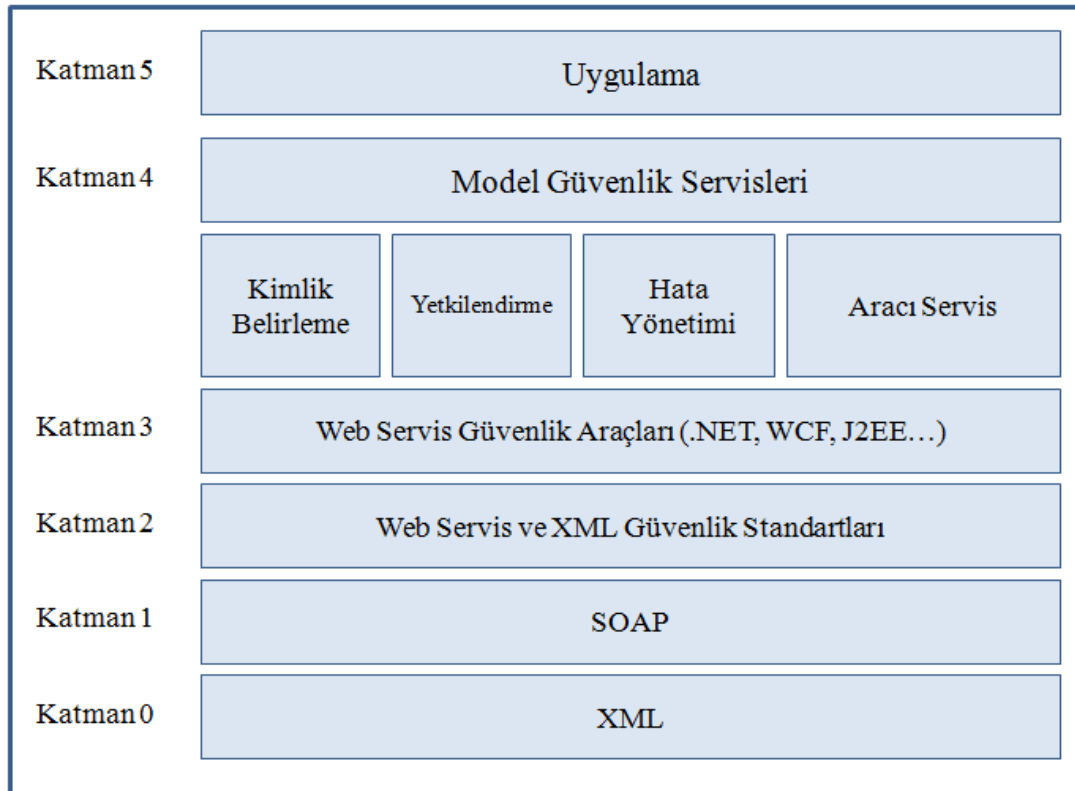 Katman 5
Uygulama
Katman 4
Model Güvenlik Servisleri
Kimlik
Belirleme
Yetkilendirme
Hata
Yönetimi
Aracı Servis
Katman 3
Web Servis Güvenlik Araçları (.NET, WCF, J2EE…)
Katman 2
Web Servis ve XML Güvenlik Standartları
Katman 1
SOAP
Katman 0
XML